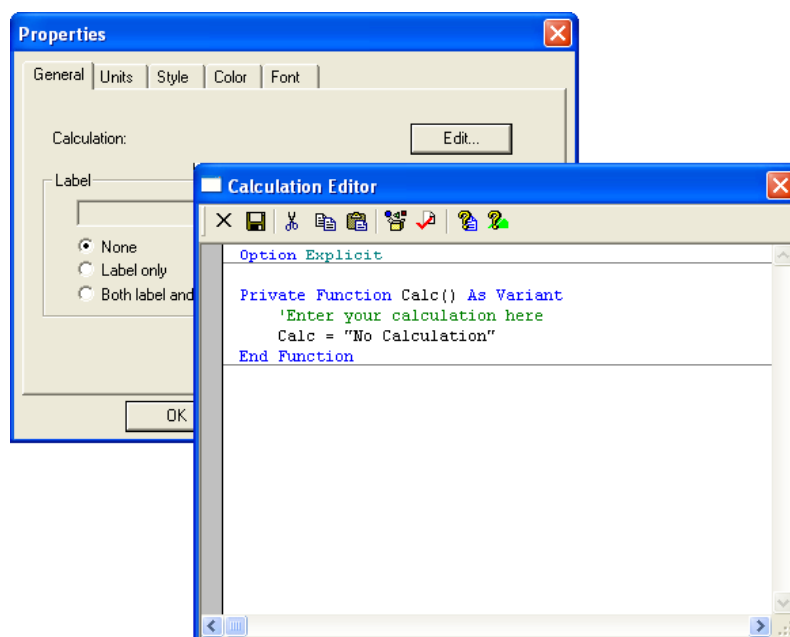 Properties
General Units Style Color Font
Calculation:
Edit...
Label
None
Label only
Both label and
OK
Calculation Editor
Option Explicit
Private Function Calc() As Variant
'Enter your calculation here
Calc = "No Calculation"
End Function